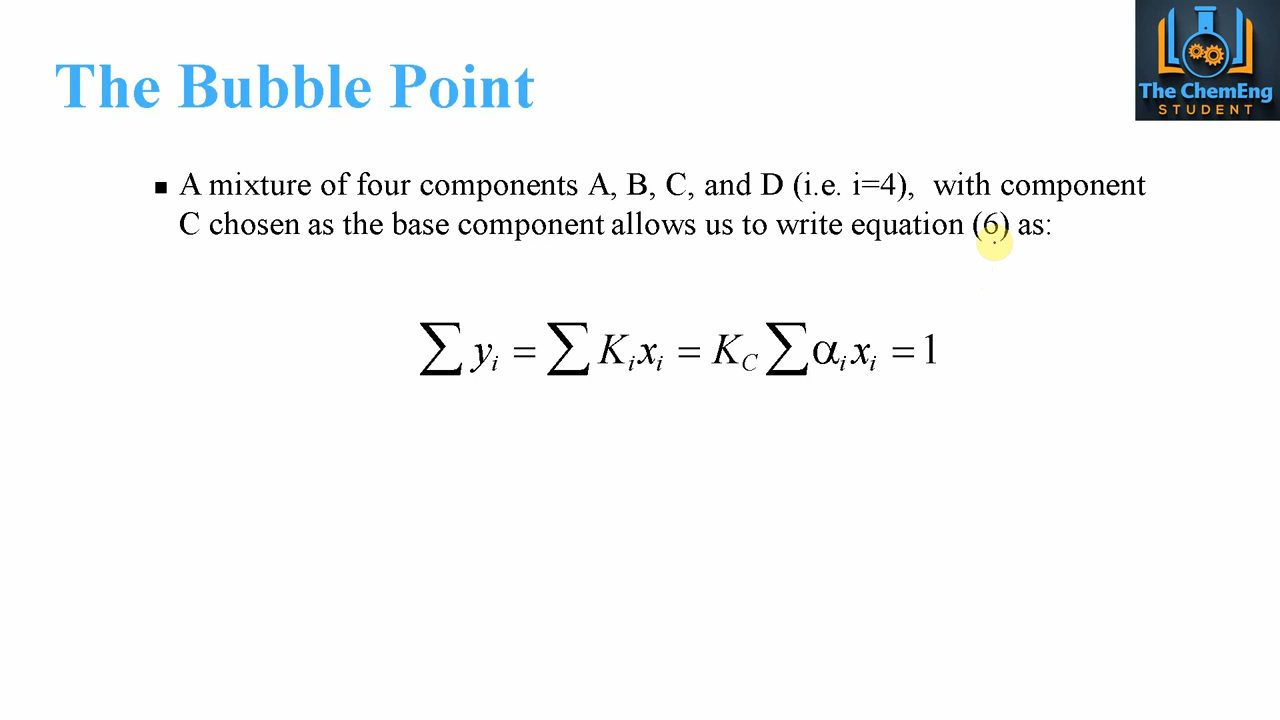 The Bubble Point
The ChemEng
STUDENT
▪ A mixture of four components A, B, C, and D (i.e. i=4), with component
C chosen as the base component allows us to write equation (6) as:
∑ yᵢ = ∑ Kᵢxᵢ = K_C ∑ αᵢxᵢ = 1